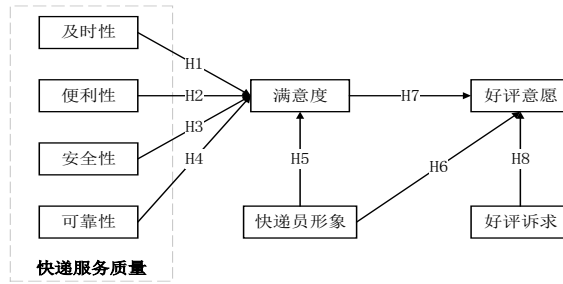 及时性
H1
便利性
H2
满意度
H7
好评意愿
H3
安全性
H4
H5
H6
H8
可靠性
快递员形象
好评诉求
快递服务质量